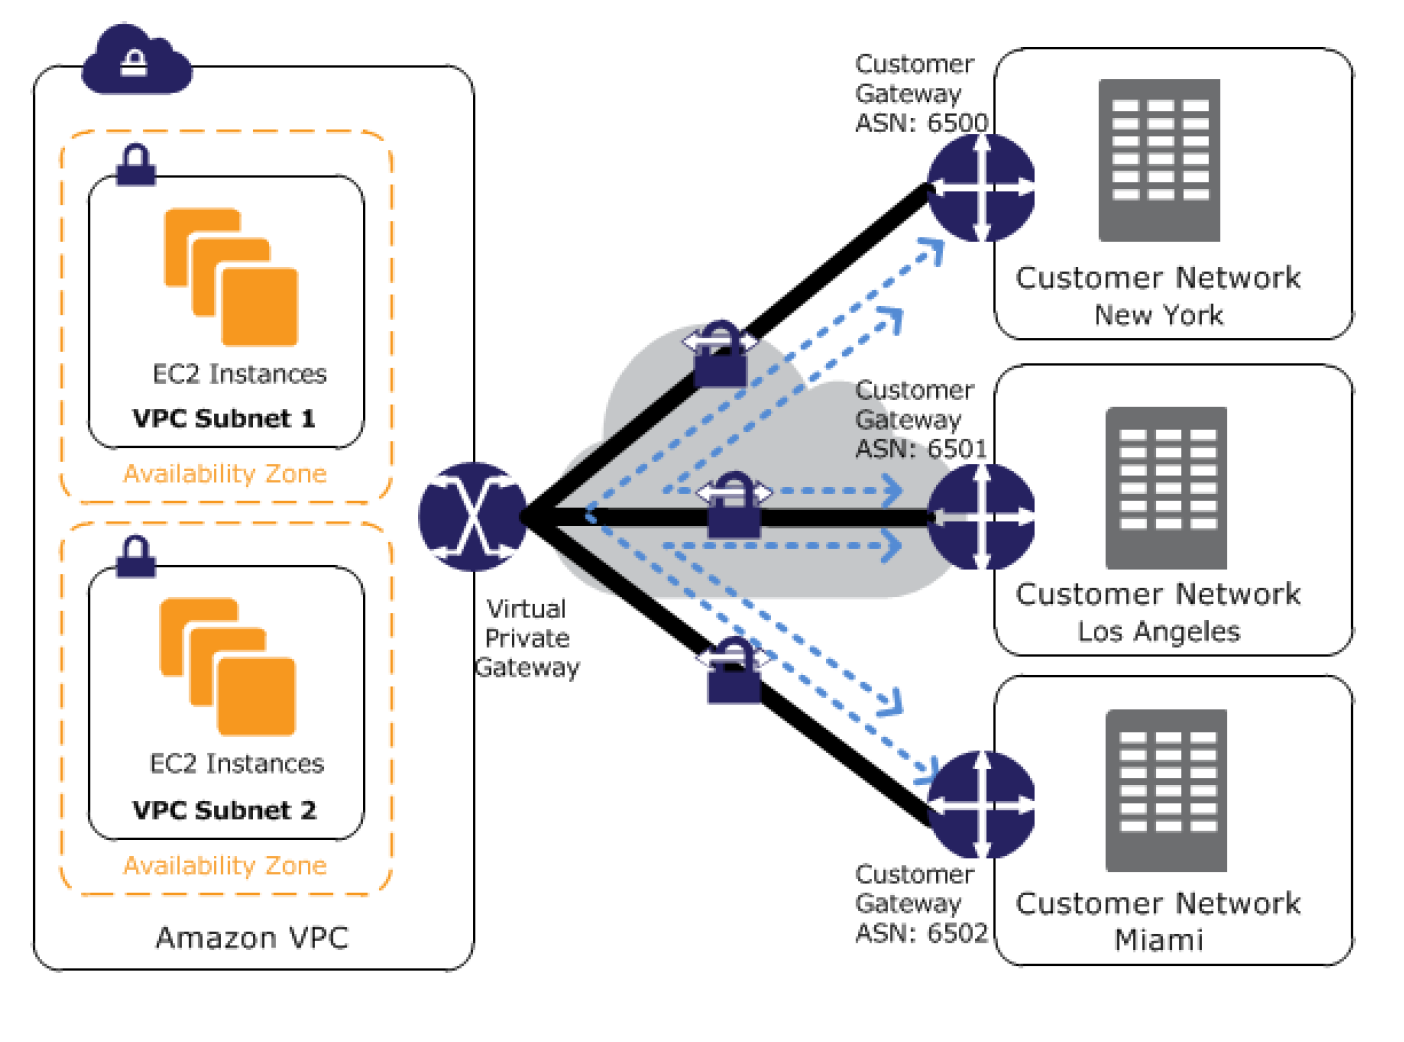 EC2 Instances
VPC Subnet 1
Availability Zone
EC2 Instances
VPC Subnet 2
Availability Zone
Amazon VPC
Virtual
Private
Gateway
Customer
Gateway
ASN: 6500
Customer Network
New York
Customer
Gateway
ASN: 6501
Customer Network
Los Angeles
Customer
Gateway
ASN: 6502
Customer Network
Miami